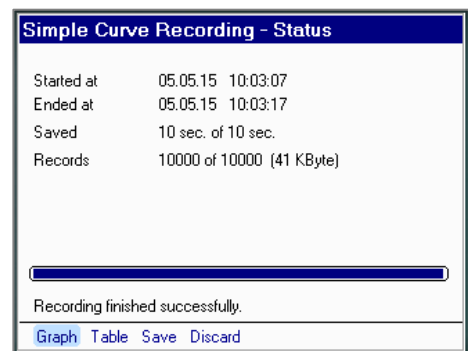 Simple Curve Recording - Status
Started at 05.05.15 10:03:07
Ended at 05.05.15 10:03:17
Saved 10 sec. of 10 sec.
Records 10000 of 10000 (41 KByte)
Recording finished successfully.
Graph Table Save Discard